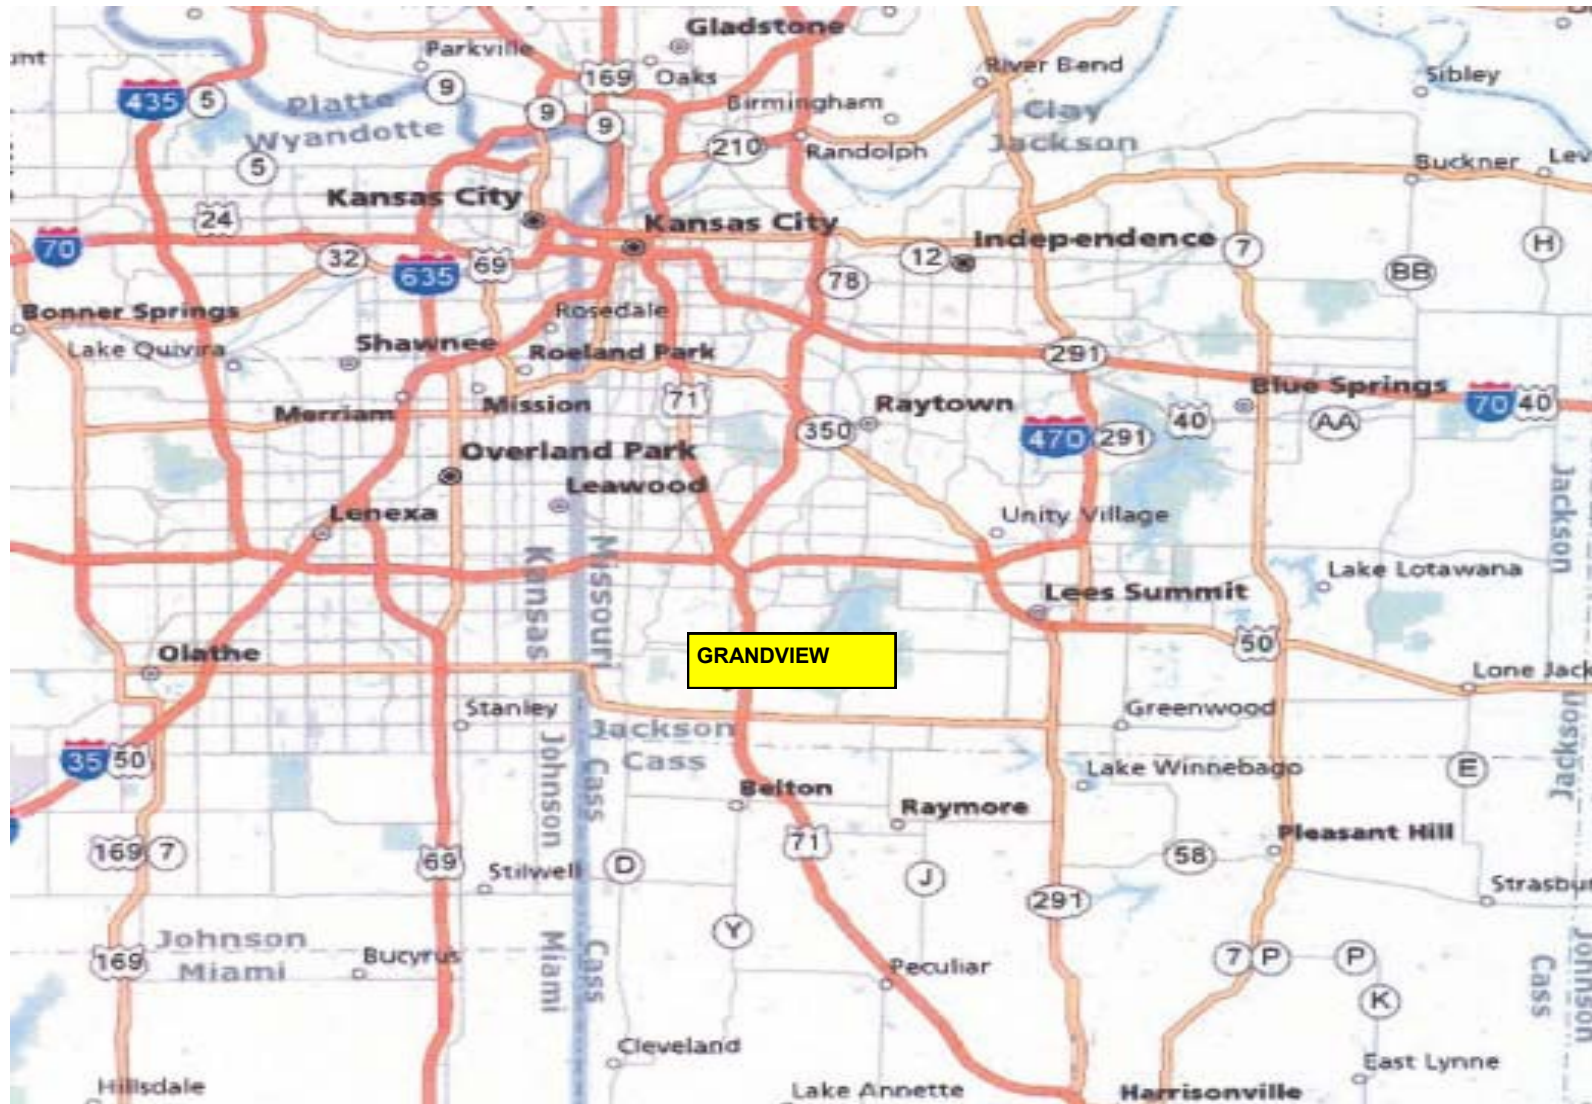 Gladstone
unt
Parkville
169
Oaks
River Bend
Sibley
435
5
Platte
9
9
9
Birmingham
Clay
Wyandotte
210
Randolph
Jackson
5
Buckner
Lev
Kansas City
24
Kansas City
Independence
70
32
635
69
12
7
H
78
BB
Bonner Springs
Rosedale
Lake Quivira
Shawnee
Roeland Park
291
Blue Springs
Merriam
Mission
71
Raytown
70
40
350
470
291
40
AA
Overland Park
Leawood
Lenexa
Unity Village
Jackson
Kansas
Missouri
Lake Lotawana
Lees Summit
Olathe
GRANDVIEW
50
Lone Jack
Stanley
Jackson
Greenwood
Johnson
Cass
Cass
35
50
Lake Winnebago
E
Jackson
Belton
Raymore
Pleasant Hill
169
7
69
71
58
Stilwell
D
J
Strasbur
291
Johnson
Y
Miami
Bucyrus
Miami
Cass
169
Peculiar
7
P
P
K
Cass
Johnson
Cleveland
East Lynne
Hillsdale
Lake Annette
Harrisonville